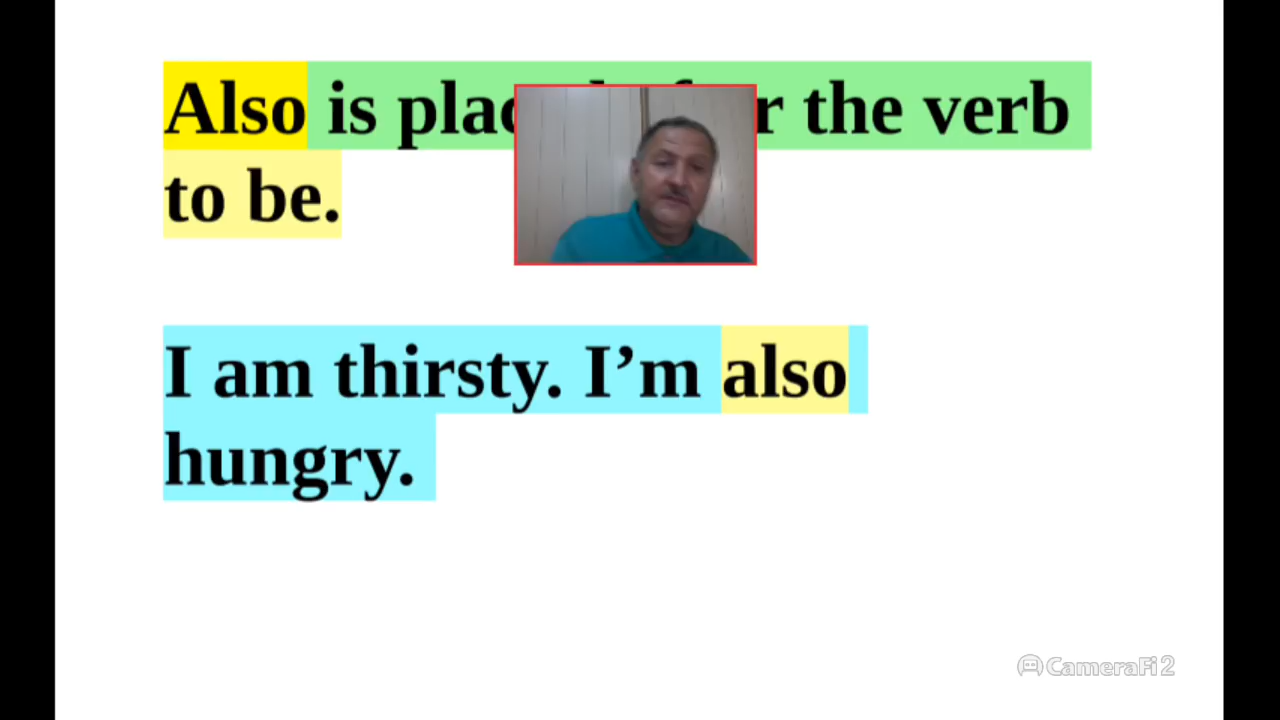 Also is the verb
to be.
I am thirsty. I’m also
hungry.
CameraFi2